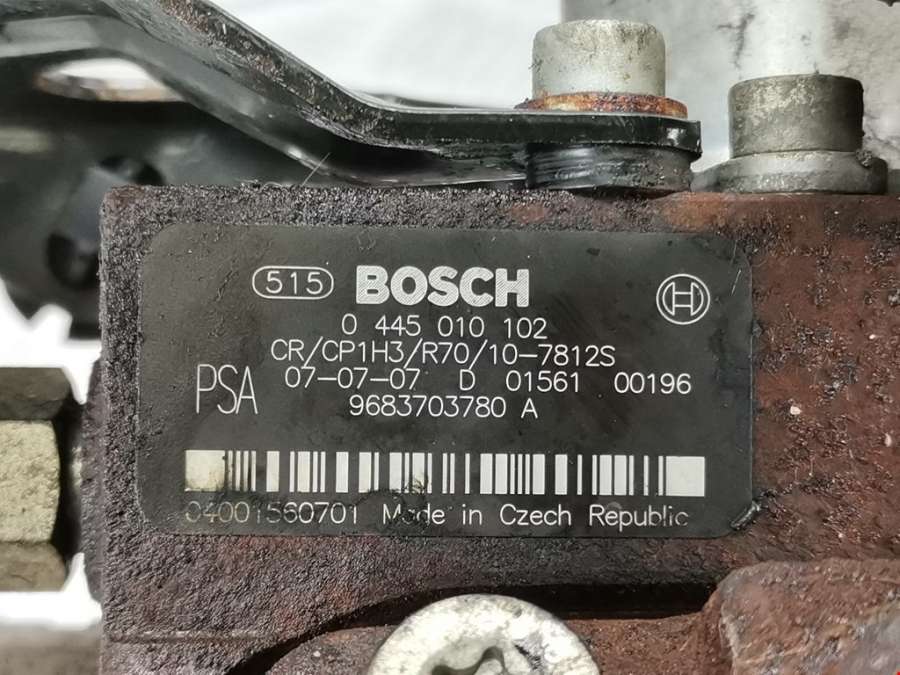 515 BOSCH H
0 445 010 102
CR/CP1H3/R70/10-7812S
PSA 07-07-07 D 01561 00196
9683703780 A
04001560701 Made in Czech Republic